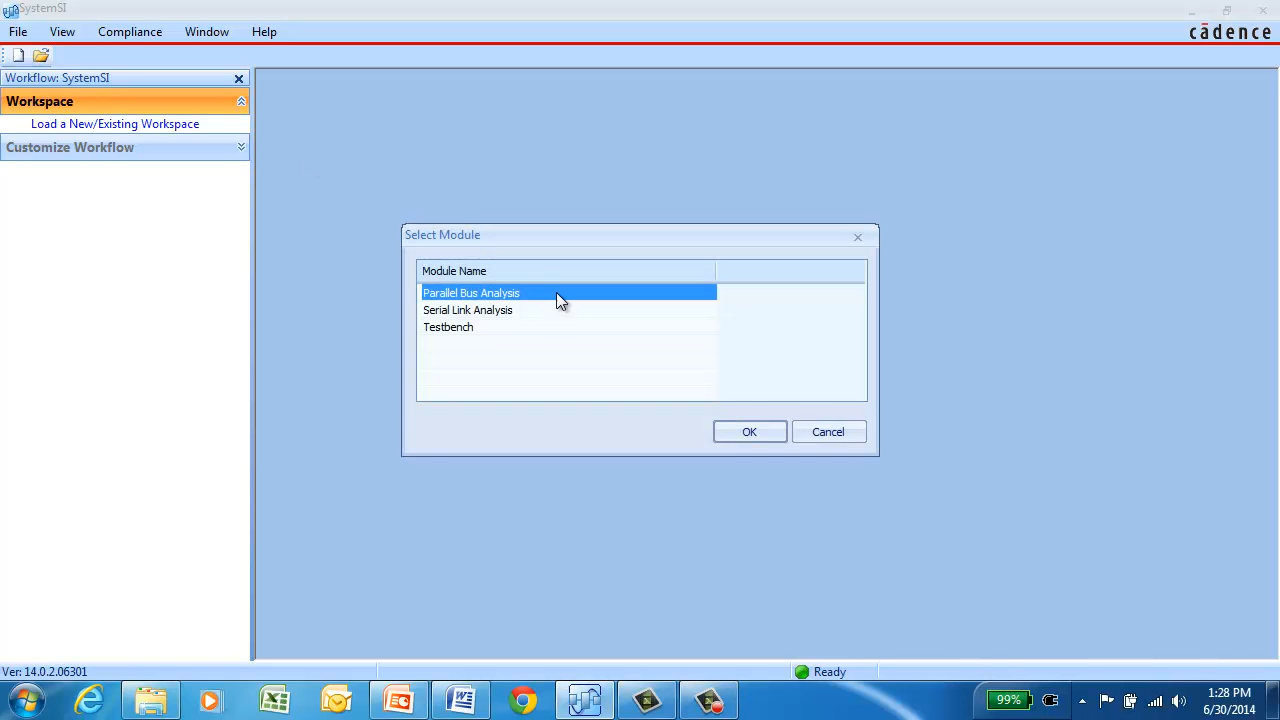 SystemSI
File View Compliance Window Help
cādence
Workflow: SystemSI
Workspace
Load a New/Existing Workspace
Customize Workflow
Select Module
Module Name
Parallel Bus Analysis
Serial Link Analysis
Testbench
OK Cancel
Ver: 14.0.2.06301
Ready
99%
1:28 PM
6/30/2014